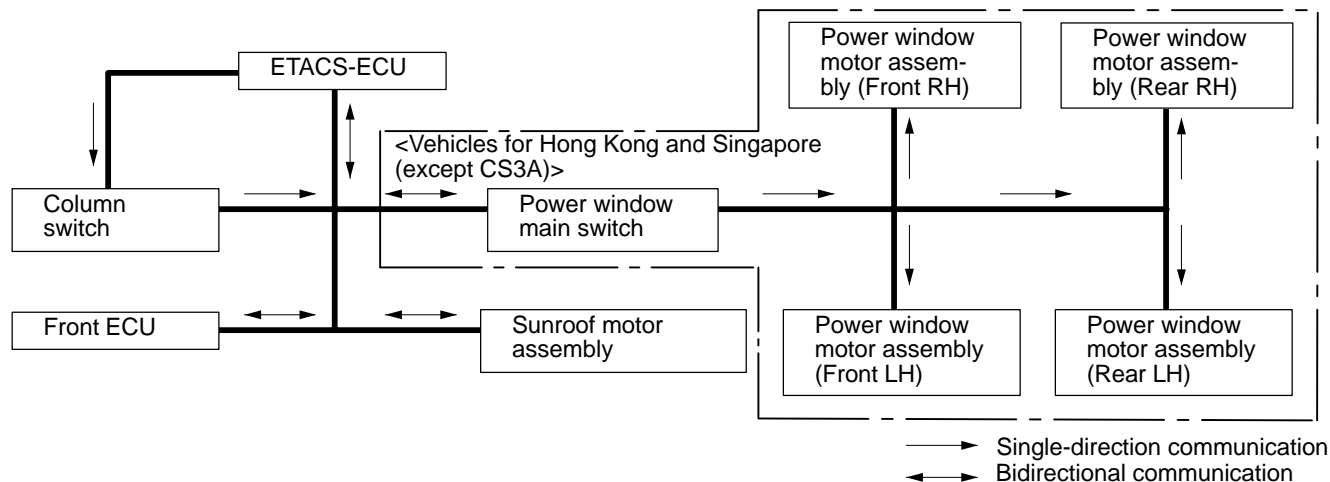 ETACS-ECU
Power window
motor assem-
bly (Front RH)
Power window
motor assem-
bly (Rear RH)
<Vehicles for Hong Kong and Singapore
(except CS3A)>
Column
switch
Power window
main switch
Front ECU
Sunroof motor
assembly
Power window
motor assembly
(Front LH)
Power window
motor assembly
(Rear LH)
Single-direction communication
Bidirectional communication